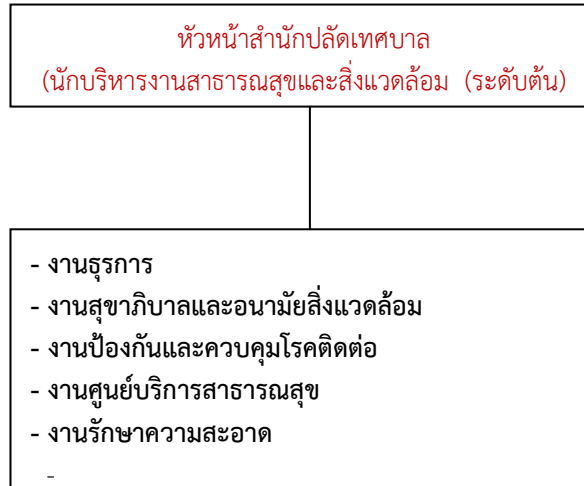 หัวหน้าสำนักปลัดเทศบาล
(นักบริหารงานสาธารณสุขและสิ่งแวดล้อม (ระดับต้น)
- งานธุรการ
- งานสุขาภิบาลและอนามัยสิ่งแวดล้อม
- งานป้องกันและควบคุมโรคติดต่อ
- งานศูนย์บริการสาธารณสุข
- งานรักษาความสะอาด
-